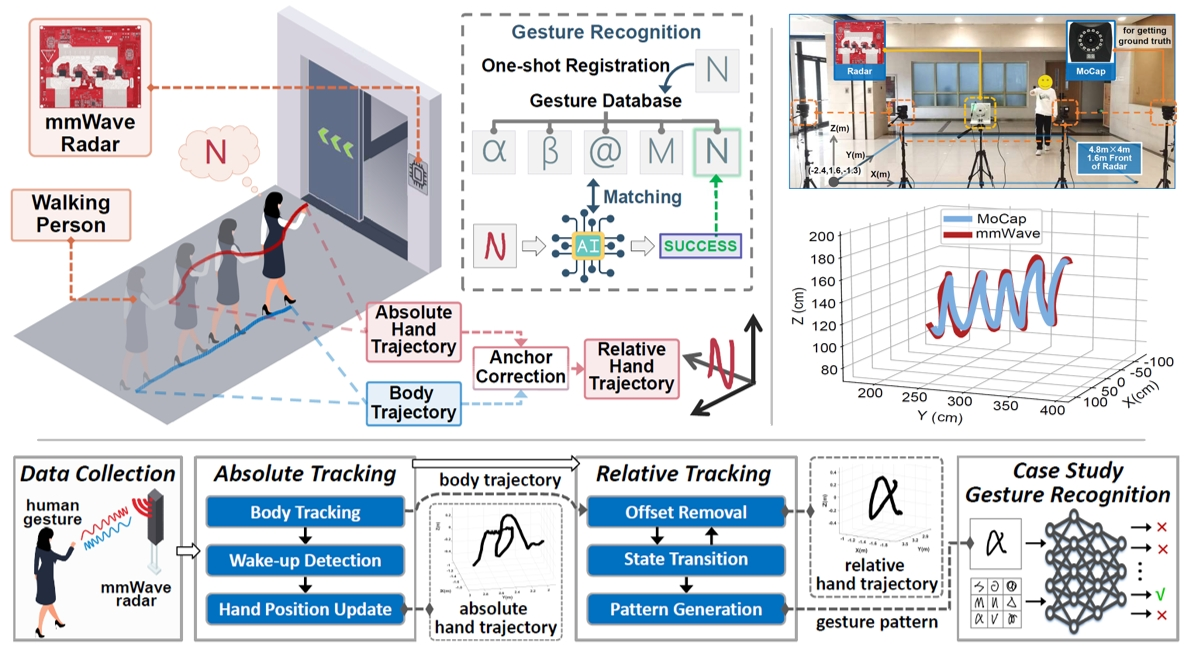 mmWave
Radar
N
Walking
Person
Absolute
Hand
Trajectory
Body
Trajectory
Anchor
Correction
Relative
Hand
Trajectory
N
Gesture Recognition
One-shot Registration
N
Gesture Database
α
β
@
M
N
Matching
N
AI
SUCCESS
Radar
MoCap
for getting
ground truth
Z(m)
Y(m)
X(m)
(-2.4,1.6,-1.3)
4.8m×4m
1.6m Front
of Radar
MoCap
mmWave
200
180
160
140
120
100
80
Z (cm)
200
250
300
350
400
Y (cm)
-100
-50
0
50
100
X(cm)
Data Collection
human
gesture
mmWave
radar
Absolute Tracking
Body Tracking
Wake-up Detection
Hand Position Update
body trajectory
absolute
hand trajectory
Relative Tracking
Offset Removal
State Transition
Pattern Generation
α
relative
hand trajectory
gesture pattern
Case Study
Gesture Recognition
α